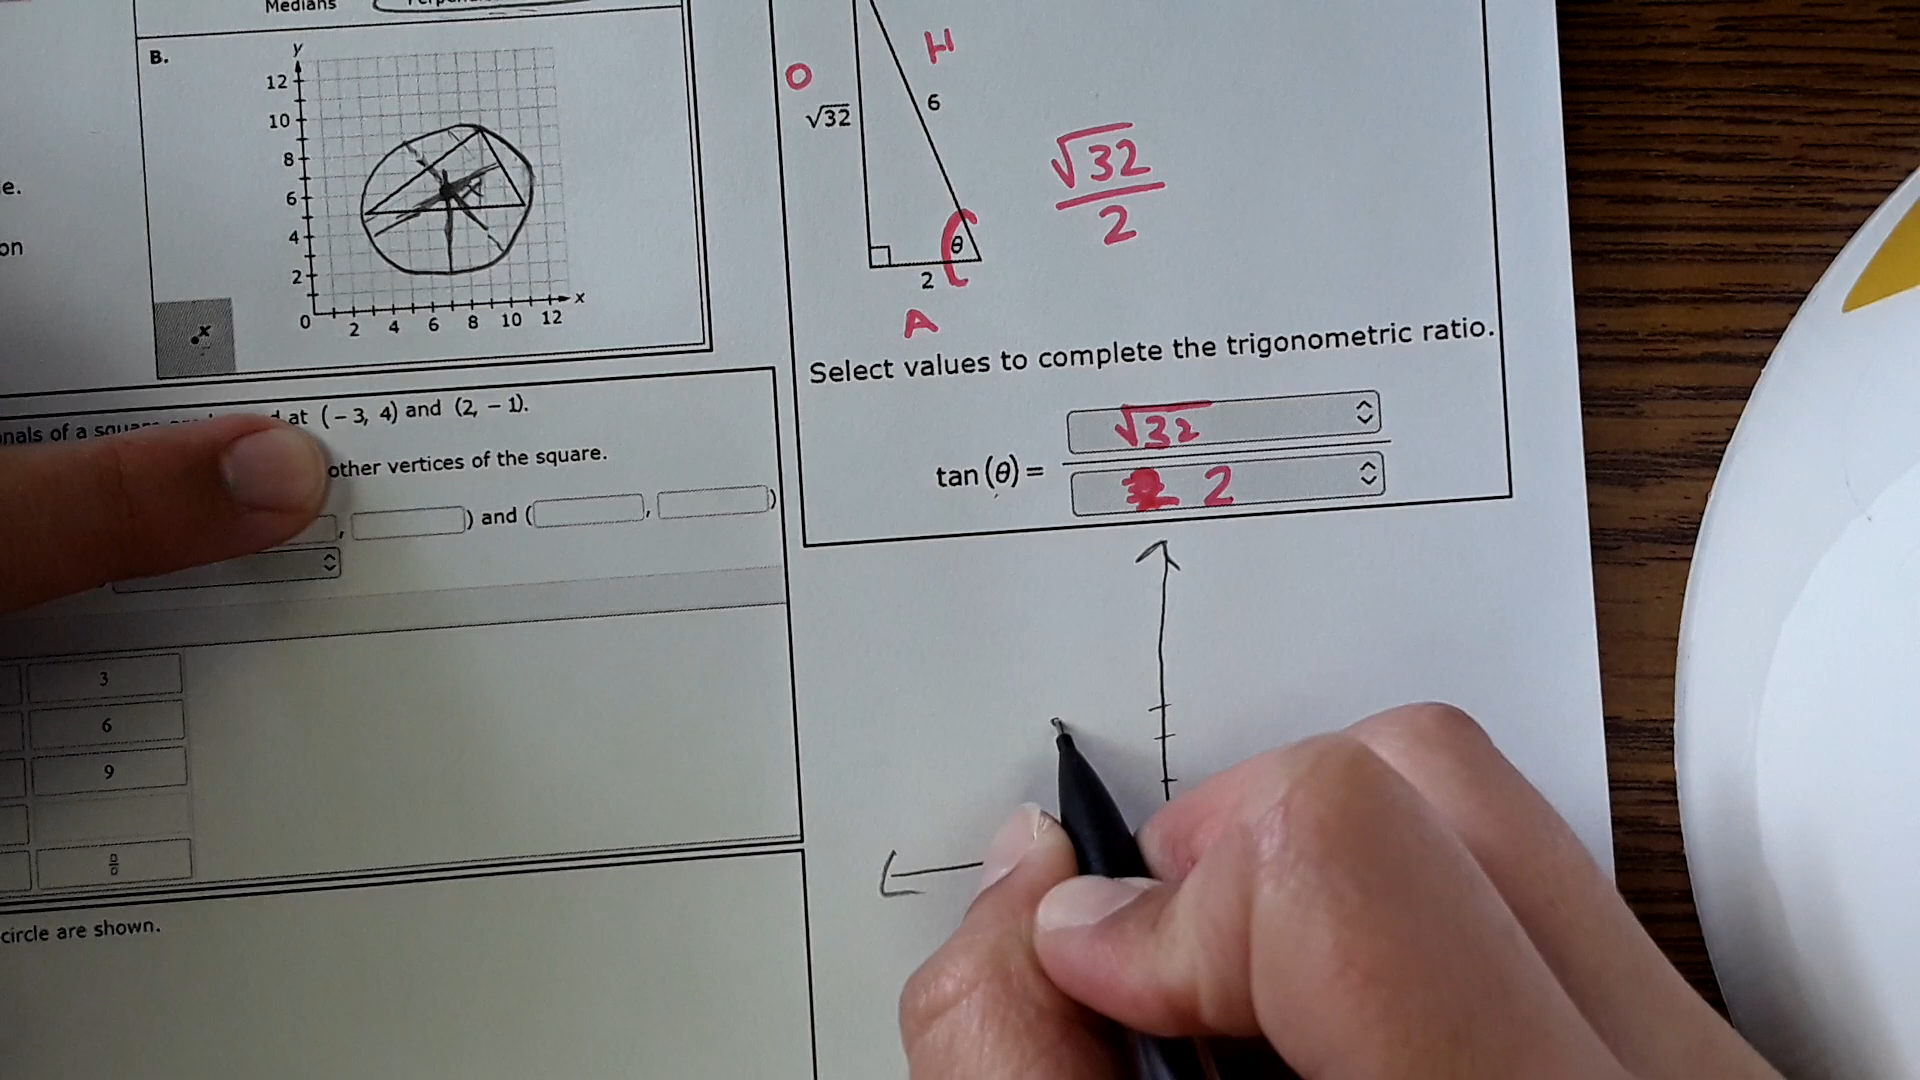 Medians
B.
y
12
10
8
6
4
2
0 2 4 6 8 10 12 x
x
x
e.
on
O
H
√32
6
θ
2
A
√32
2
Select values to complete the trigonometric ratio.
tan(θ) =
√32
2
of a at (−3, 4) and (2, −1).
other vertices of the square.
, ) and ( , )
3
6
9
circle are shown.